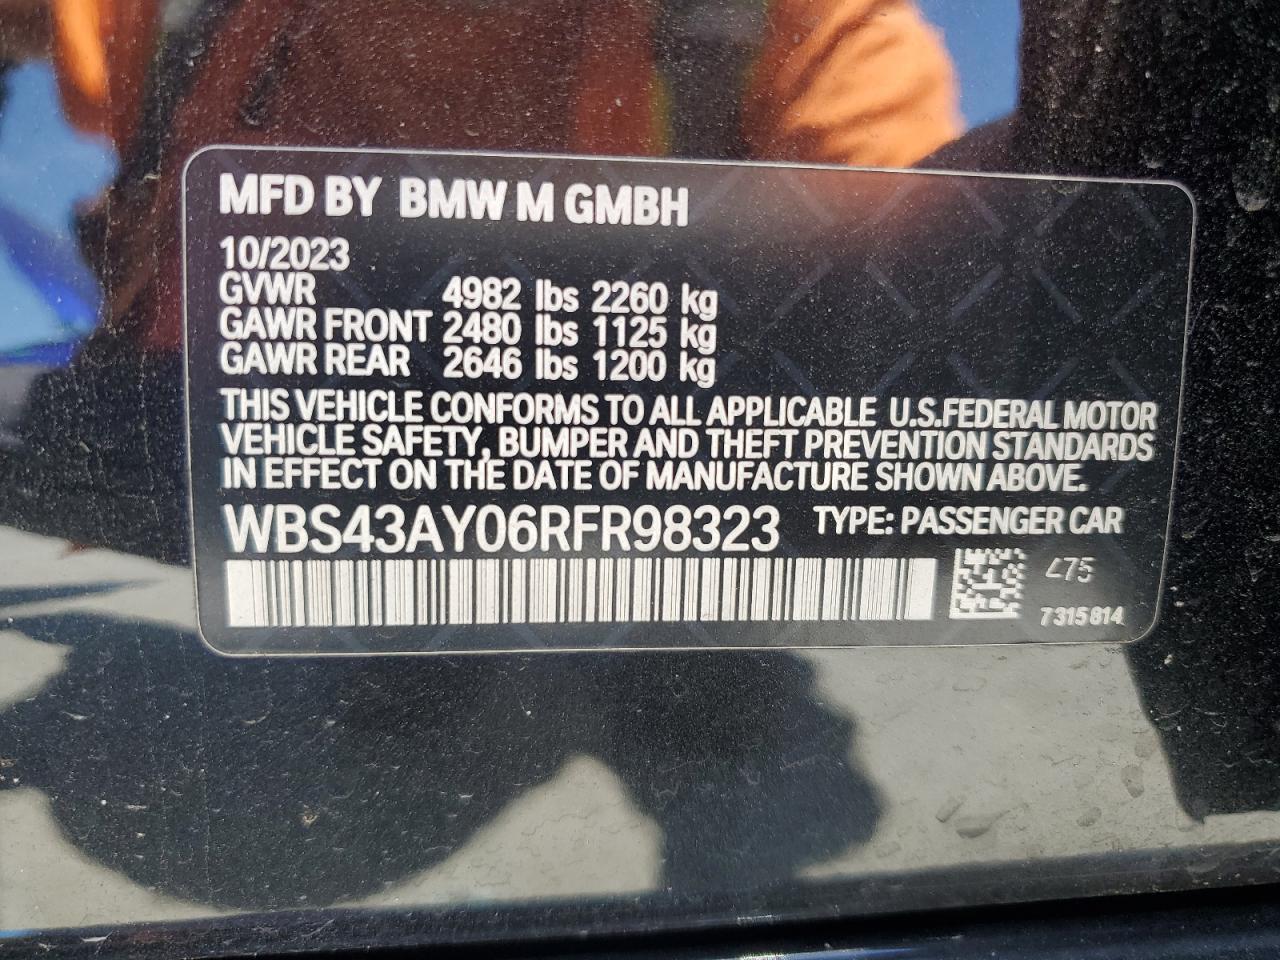 MFD BY BMW M GMBH
10/2023
GVWR 4982 lbs 2260 kg
GAWR FRONT 2480 lbs 1125 kg
GAWR REAR 2646 lbs 1200 kg
THIS VEHICLE CONFORMS TO ALL APPLICABLE U.S.FEDERAL MOTOR
VEHICLE SAFETY, BUMPER AND THEFT PREVENTION STANDARDS
IN EFFECT ON THE DATE OF MANUFACTURE SHOWN ABOVE.
WBS43AY06RFR98323 TYPE: PASSENGER CAR
475
7315814